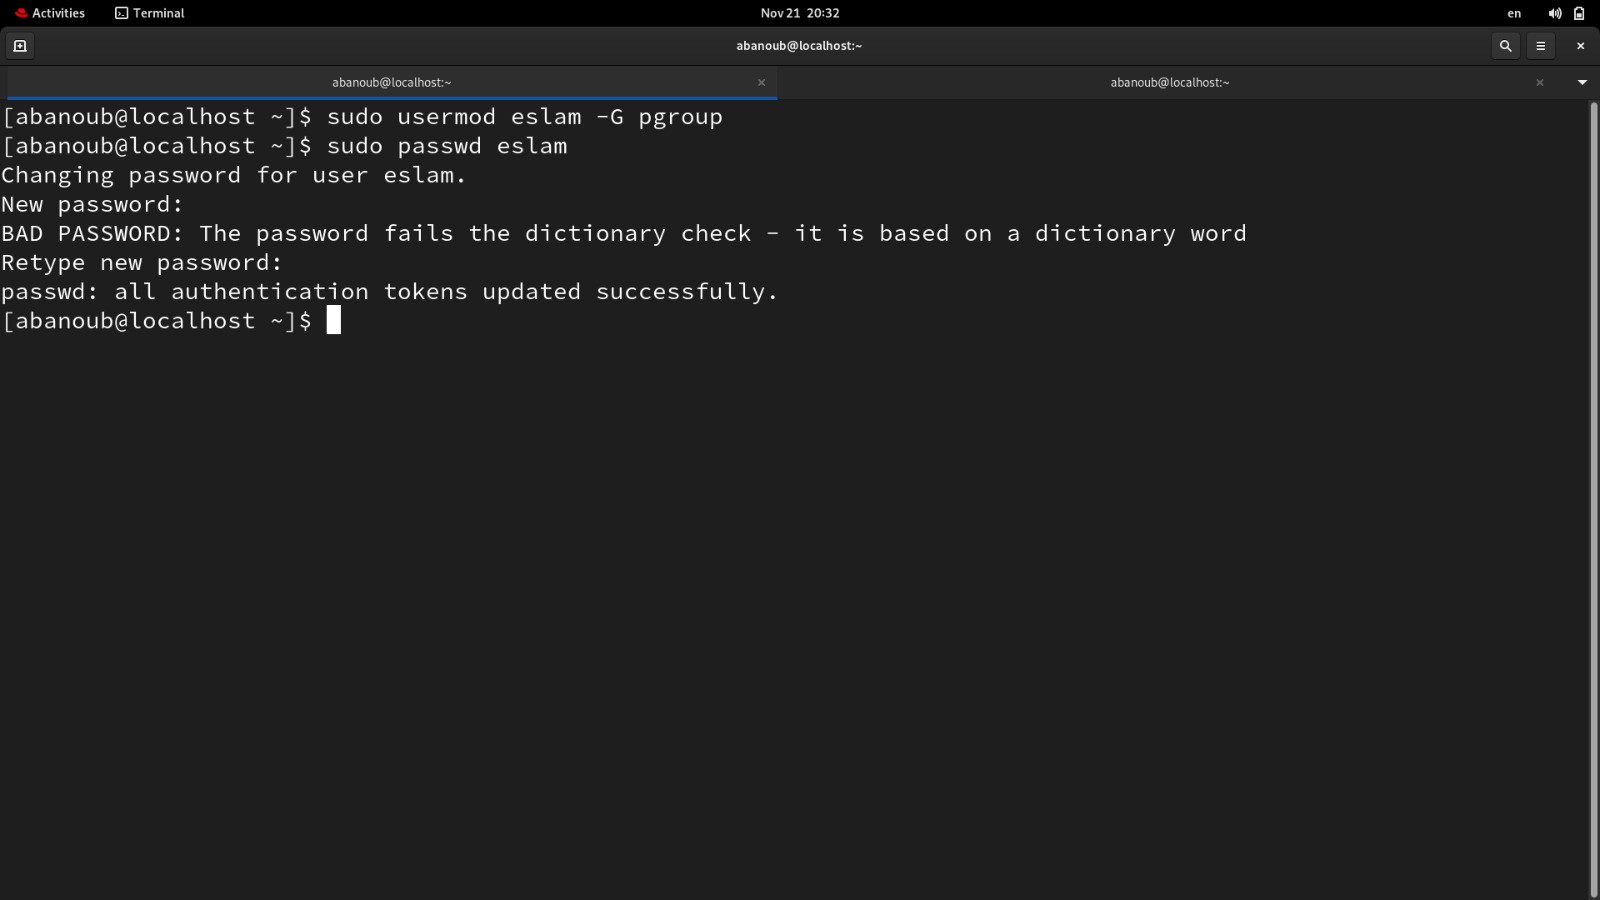 Activities Terminal Nov 21 20:32 en
abanoub@localhost:~
abanoub@localhost:~ abanoub@localhost:~
[abanoub@localhost ~]$ sudo usermod eslam -G pgroup
[abanoub@localhost ~]$ sudo passwd eslam
Changing password for user eslam.
New password:
BAD PASSWORD: The password fails the dictionary check - it is based on a dictionary word
Retype new password:
passwd: all authentication tokens updated successfully.
[abanoub@localhost ~]$